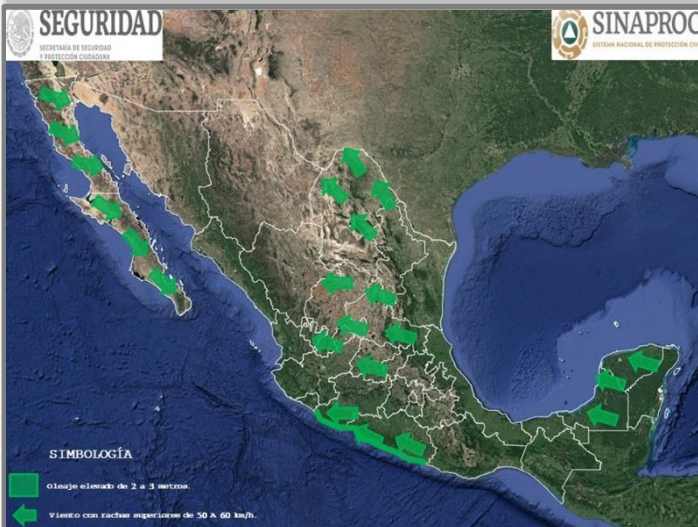 SEGURIDAD
SECRETARÍA DE SEGURIDAD
Y PROTECCIÓN CIUDADANA
SINAPROC
SISTEMA NACIONAL DE PROTECCIÓN CIV
SIMBOLOGÍA
Oleaje elevado de 2 a 3 metros.
Viento con rachas superiores de 50 A 60 km/h.